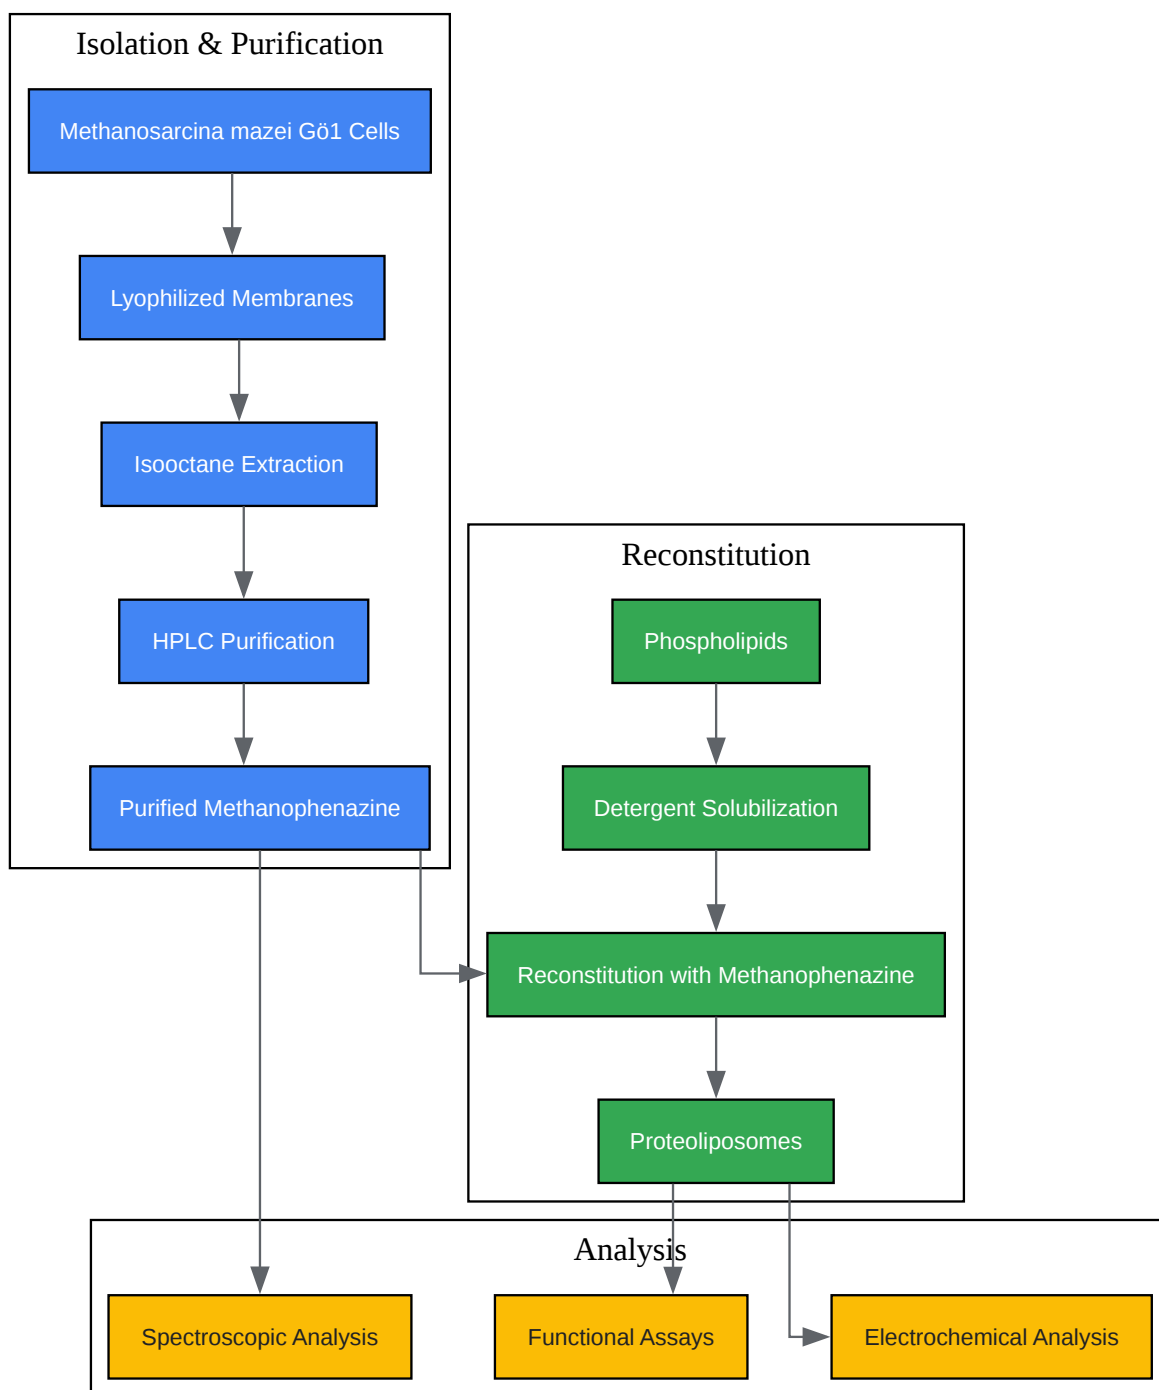 Isolation & Purification
Methanosarcina mazei Gö1 Cells
Lyophilized Membranes
Isooctane Extraction
HPLC Purification
Purified Methanophenazine
Reconstitution
Phospholipids
Detergent Solubilization
Reconstitution with Methanophenazine
Proteoliposomes
Analysis
Spectroscopic Analysis
Functional Assays
Electrochemical Analysis